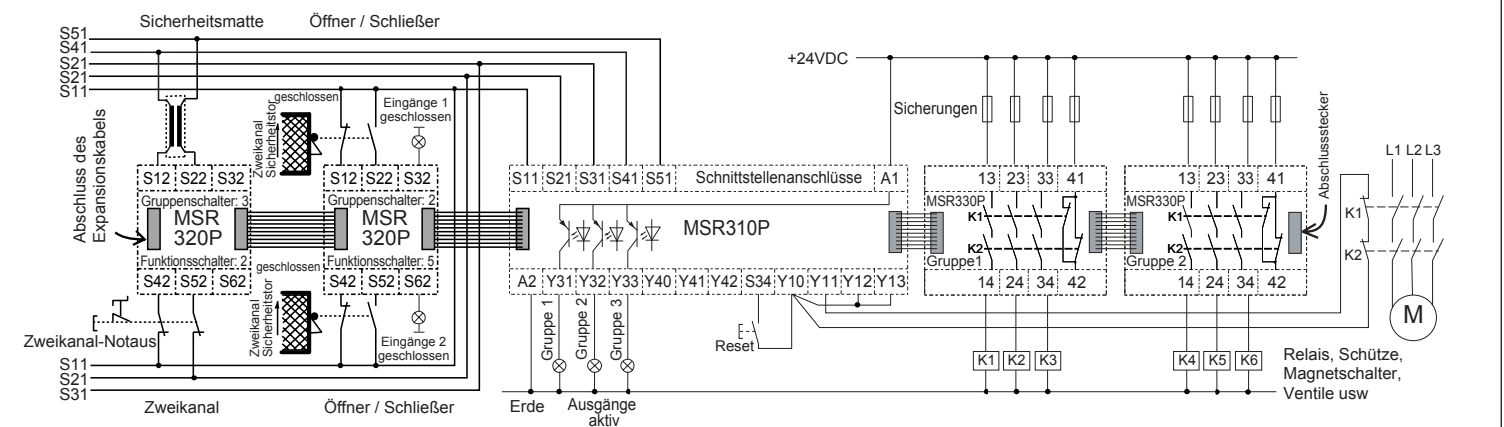 Sicherheitsmatte
Öffner / Schließer
S51
S41
S21
S21
S11
+24VDC
geschlossen
Zweikanal
Sicherheitstor
Eingänge 1
geschlossen
Sicherungen
Abschlussstecker
L1 L2 L3
Abschluss des
Expansionskabels
S12 S22 S32
Gruppenschalter: 3
MSR
320P
Funktionsschalter: 2
S42 S52 S62
S12 S22 S32
Gruppenschalter: 2
MSR
320P
Funktionsschalter: 5
S42 S52 S62
S11 S21 S31 S41 S51 Schnittstellenanschlüsse A1
MSR310P
A2 Y31 Y32 Y33 Y40 Y41 Y42 S34 Y10 Y11 Y12 Y13
13 23 33 41
MSR330P
K1
K2
Gruppe1
14 24 34 42
13 23 33 41
MSR330P
K1
K2
Gruppe 2
14 24 34 42
K1
K2
M
geschlossen
Zweikanal
Sicherheitstor
Eingänge 2
geschlossen
Zweikanal-Notaus
Gruppe 1
Gruppe 2
Gruppe 3
Reset
K1 K2 K3
K4 K5 K6
Relais, Schütze,
Magnetschalter,
Ventile usw
S11
S21
S31
Zweikanal
Öffner / Schließer
Erde
Ausgänge
aktiv